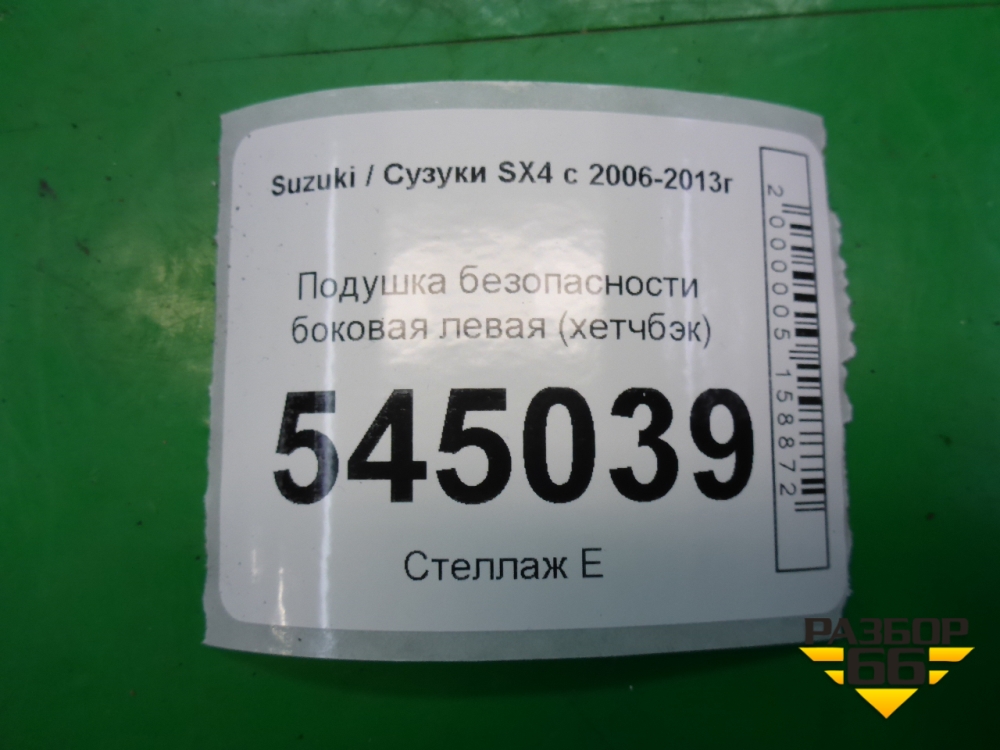 Suzuki / Сузуки SX4 с 2006-2013г
Подушка безопасности
боковая левая (хетчбэк)
545039
Стеллаж Е
2000005158872
РАЗБОР
66